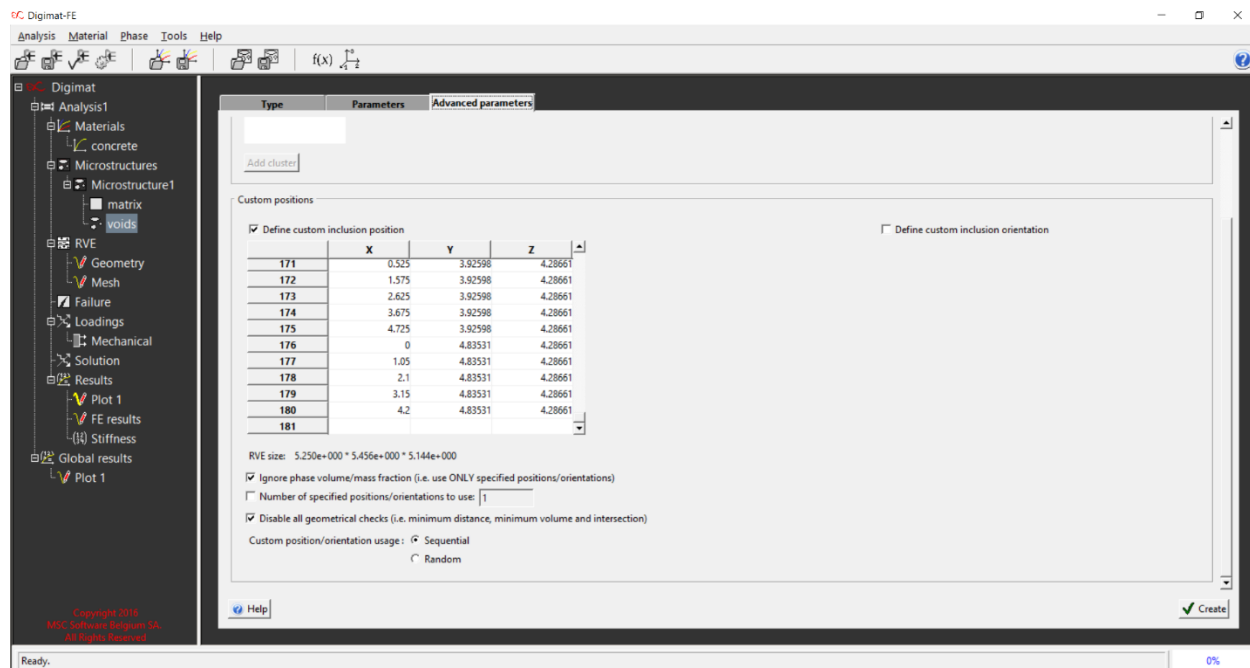 Digimat-FE
Analysis Material Phase Tools Help
f(x)
Digimat
Analysis1
Materials
concrete
Microstructures
Microstructure1
matrix
voids
RVE
Geometry
Mesh
Failure
Loadings
Mechanical
Solution
Results
Plot 1
FE results
Stiffness
Global results
Plot 1
Copyright 2016
MSC Software Belgium SA.
All Rights Reserved
Type Parameters Advanced parameters
Add cluster
Custom positions
Define custom inclusion position Define custom inclusion orientation
X Y Z
171 0.525 3.92598 4.28661
172 1.575 3.92598 4.28661
173 2.625 3.92598 4.28661
174 3.675 3.92598 4.28661
175 4.725 3.92598 4.28661
176 0 4.83531 4.28661
177 1.05 4.83531 4.28661
178 2.1 4.83531 4.28661
179 3.15 4.83531 4.28661
180 4.2 4.83531 4.28661
181
RVE size: 5.250e+000 * 5.456e+000 * 5.144e+000
Ignore phase volume/mass fraction (i.e. use ONLY specified positions/orientations)
Number of specified positions/orientations to use: 1
Disable all geometrical checks (i.e. minimum distance, minimum volume and intersection)
Custom position/orientation usage : Sequential
Random
Help Create
Ready. 0%